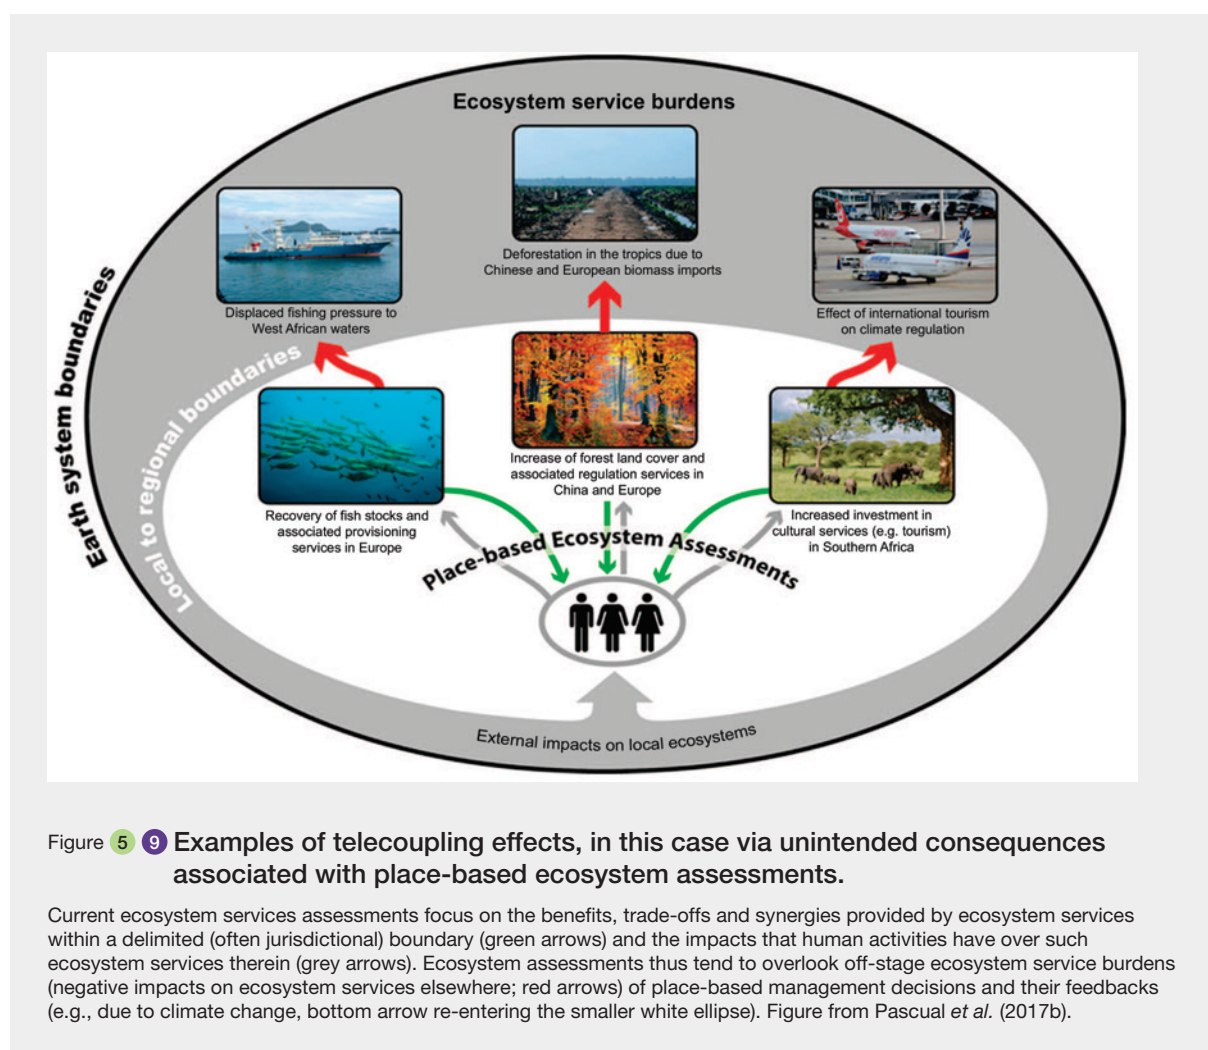 Ecosystem service burdens
Deforestation in the tropics due to
Chinese and European biomass imports
Displaced fishing pressure to
West African waters
Effect of international tourism
on climate regulation
Earth system boundaries
Local to regional boundaries
Increase of forest land cover and
associated regulation services in
China and Europe
Recovery of fish stocks and
associated provisioning
services in Europe
Increased investment in
cultural services (e.g. tourism)
in Southern Africa
Place-based Ecosystem Assessments
External impacts on local ecosystems
Figure 5 9 Examples of telecoupling effects, in this case via unintended consequences
associated with place-based ecosystem assessments.
Current ecosystem services assessments focus on the benefits, trade-offs and synergies provided by ecosystem services
within a delimited (often jurisdictional) boundary (green arrows) and the impacts that human activities have over such
ecosystem services therein (grey arrows). Ecosystem assessments thus tend to overlook off-stage ecosystem service burdens
(negative impacts on ecosystem services elsewhere; red arrows) of place-based management decisions and their feedbacks
(e.g., due to climate change, bottom arrow re-entering the smaller white ellipse). Figure from Pascual et al. (2017b).